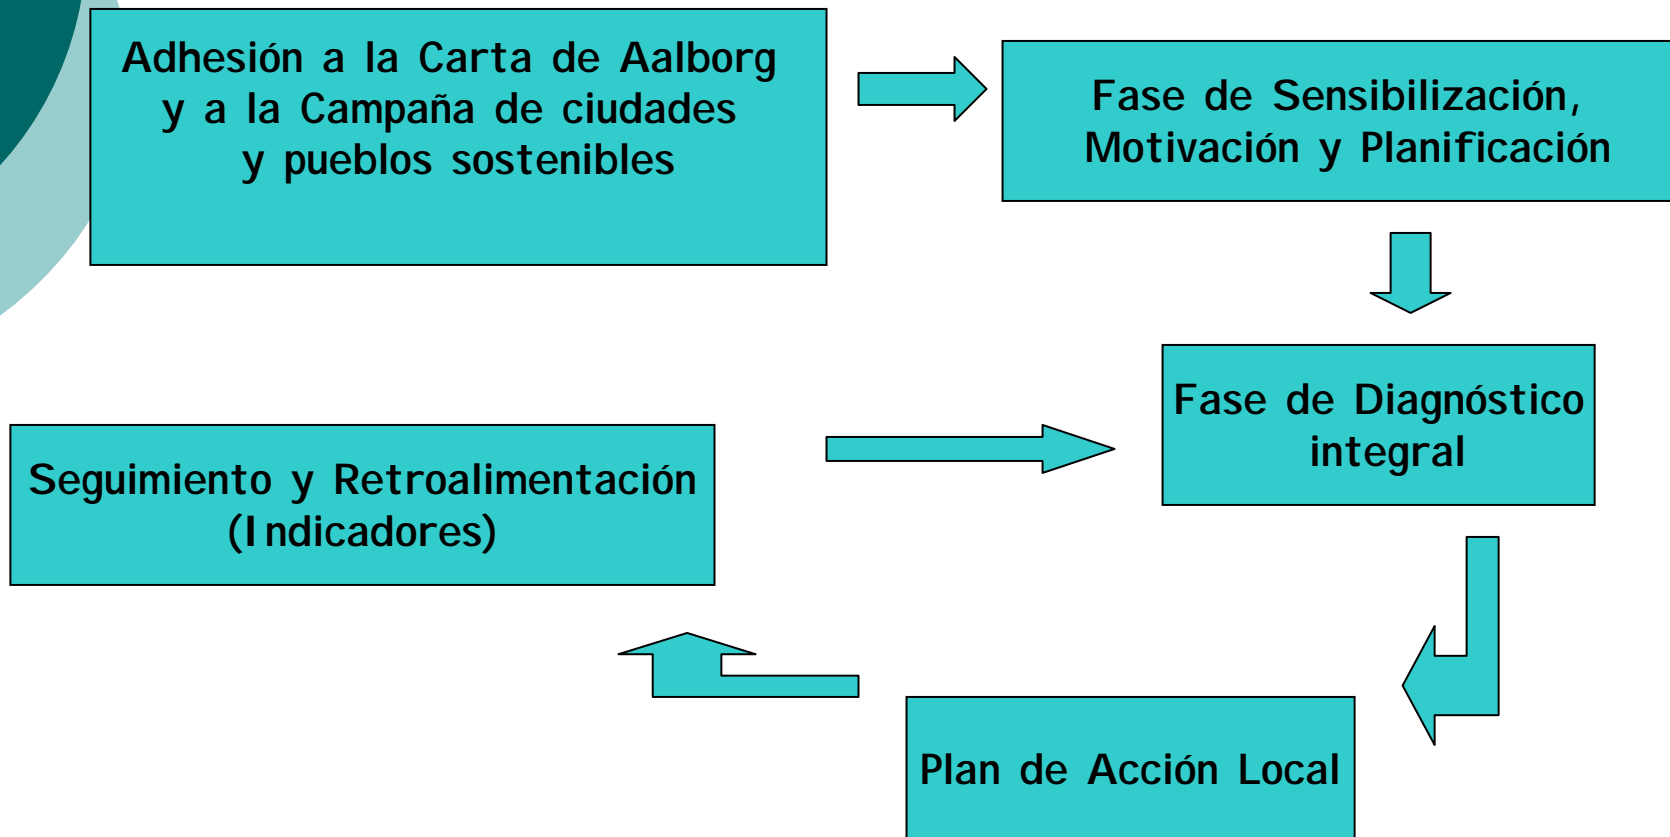 Adhesión a la Carta de Aalborg
y a la Campaña de ciudades
y pueblos sostenibles
Fase de Sensibilización,
Motivación y Planificación
Fase de Diagnóstico
integral
Seguimiento y Retroalimentación
(Indicadores)
Plan de Acción Local